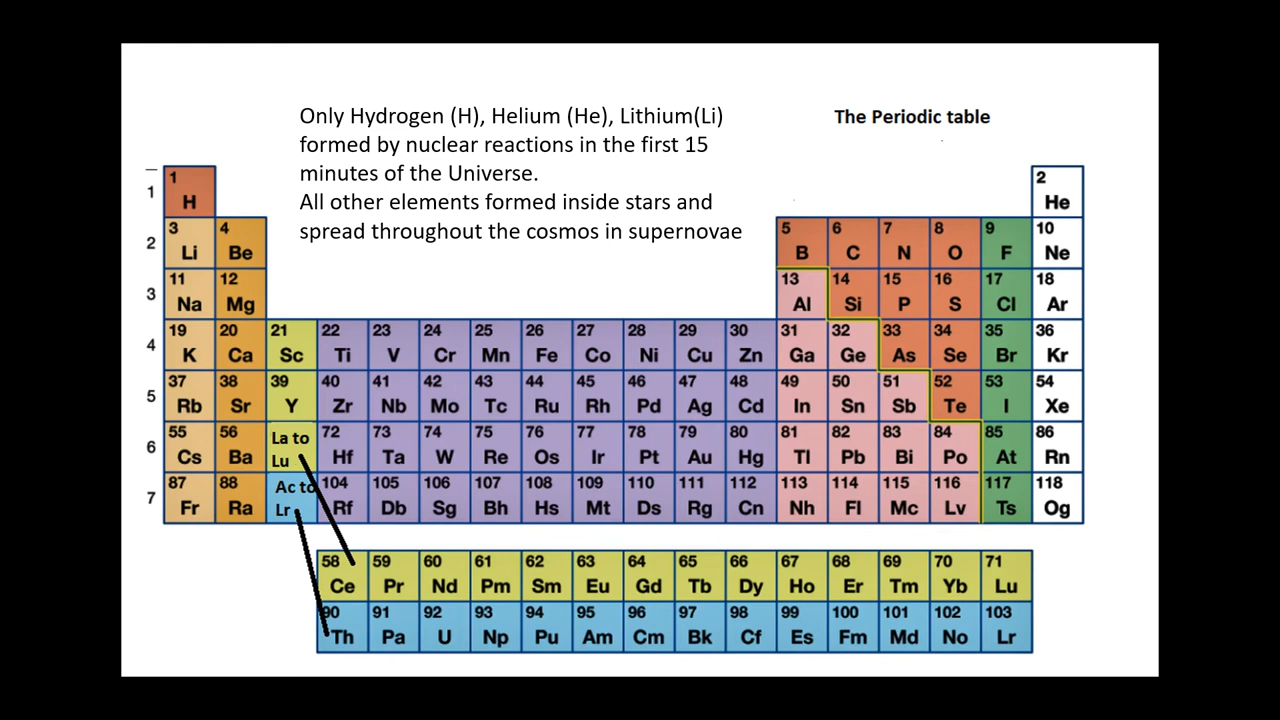 Only Hydrogen (H), Helium (He), Lithium(Li)
formed by nuclear reactions in the first 15
minutes of the Universe.
All other elements formed inside stars and
spread throughout the cosmos in supernovae
The Periodic table
1 2
1 H He
3 4 5 6 7 8 9 10
2 Li Be B C N O F Ne
11 12 13 14 15 16 17 18
3 Na Mg Al Si P S Cl Ar
19 20 21 22 23 24 25 26 27 28 29 30 31 32 33 34 35 36
4 K Ca Sc Ti V Cr Mn Fe Co Ni Cu Zn Ga Ge As Se Br Kr
37 38 39 40 41 42 43 44 45 46 47 48 49 50 51 52 53 54
5 Rb Sr Y Zr Nb Mo Tc Ru Rh Pd Ag Cd In Sn Sb Te I Xe
55 56 La to 72 73 74 75 76 77 78 79 80 81 82 83 84 85 86
6 Cs Ba Lu Hf Ta W Re Os Ir Pt Au Hg Tl Pb Bi Po At Rn
87 88 Ac to 104 105 106 107 108 109 110 111 112 113 114 115 116 117 118
7 Fr Ra Lr Rf Db Sg Bh Hs Mt Ds Rg Cn Nh Fl Mc Lv Ts Og
58 59 60 61 62 63 64 65 66 67 68 69 70 71
Ce Pr Nd Pm Sm Eu Gd Tb Dy Ho Er Tm Yb Lu
90 91 92 93 94 95 96 97 98 99 100 101 102 103
Th Pa U Np Pu Am Cm Bk Cf Es Fm Md No Lr